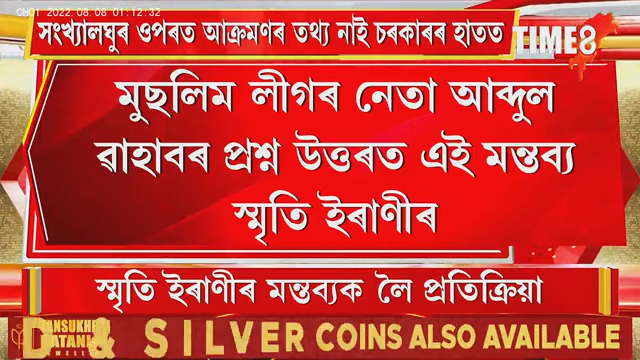 CH01 2022.08.08 01:12:32
সংখ্যালঘুৰ ওপৰত আক্ৰমণৰ তথ্য নাই চৰকাৰৰ হাতত
TIME8
মুছলিম লীগৰ নেতা আব্দুল
ৱাহাবৰ প্ৰশ্ন উত্তৰত এই মন্তব্য
স্মৃতি ইৰাণীৰ
স্মৃতি ইৰাণীৰ মন্তব্যক লৈ প্ৰতিক্ৰিয়া
& SILVER COINS ALSO AVAILABLE